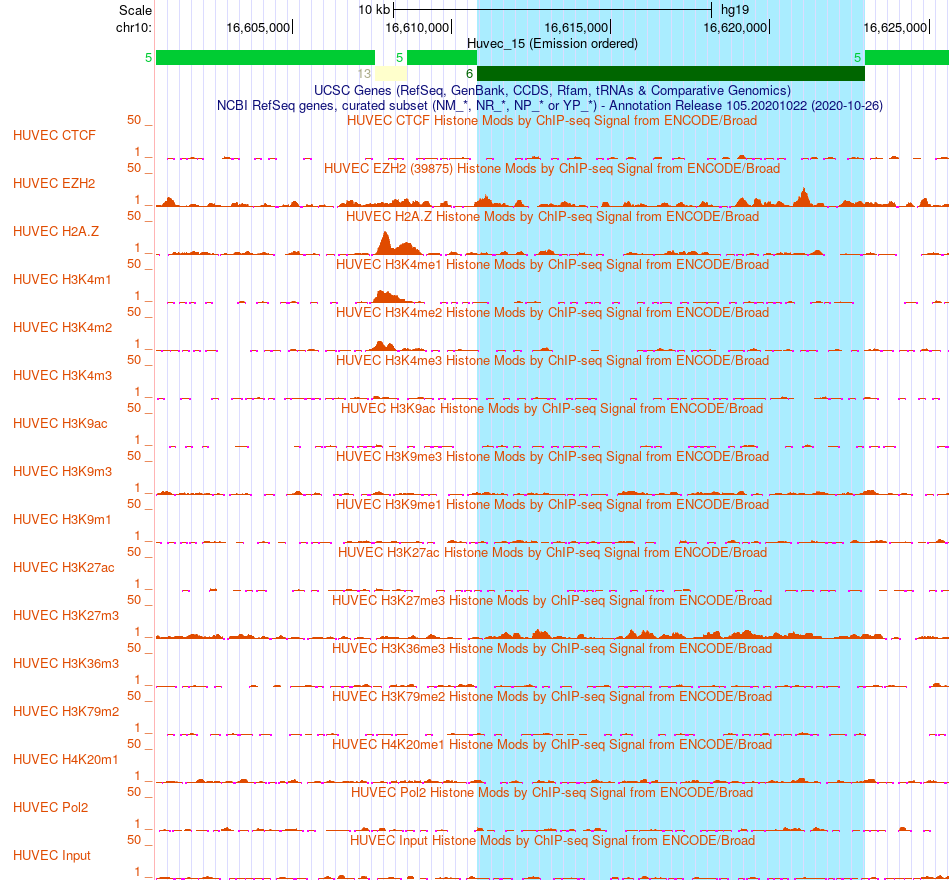 Scale 10 kb hg19
chr10: 16,605,000 16,610,000 16,615,000 16,620,000 16,625,000
Huvec_15 (Emission ordered)
5 5 5
13 6
UCSC Genes (RefSeq, GenBank, CCDS, Rfam, tRNAs & Comparative Genomics)
NCBI RefSeq genes, curated subset (NM_*, NR_*, NP_* or YP_*) - Annotation Release 105.20201022 (2020-10-26)
50 _ HUVEC CTCF Histone Mods by ChIP-seq Signal from ENCODE/Broad
HUVEC CTCF
1 _
50 _ HUVEC EZH2 (39875) Histone Mods by ChIP-seq Signal from ENCODE/Broad
HUVEC EZH2
1 _
50 _ HUVEC H2A.Z Histone Mods by ChIP-seq Signal from ENCODE/Broad
HUVEC H2A.Z
1 _
50 _ HUVEC H3K4me1 Histone Mods by ChIP-seq Signal from ENCODE/Broad
HUVEC H3K4m1
1 _
50 _ HUVEC H3K4me2 Histone Mods by ChIP-seq Signal from ENCODE/Broad
HUVEC H3K4m2
1 _
50 _ HUVEC H3K4me3 Histone Mods by ChIP-seq Signal from ENCODE/Broad
HUVEC H3K4m3
1 _
50 _ HUVEC H3K9ac Histone Mods by ChIP-seq Signal from ENCODE/Broad
HUVEC H3K9ac
1 _
50 _ HUVEC H3K9me3 Histone Mods by ChIP-seq Signal from ENCODE/Broad
HUVEC H3K9m3
1 _
50 _ HUVEC H3K9me1 Histone Mods by ChIP-seq Signal from ENCODE/Broad
HUVEC H3K9m1
1 _
50 _ HUVEC H3K27ac Histone Mods by ChIP-seq Signal from ENCODE/Broad
HUVEC H3K27ac
1 _
50 _ HUVEC H3K27me3 Histone Mods by ChIP-seq Signal from ENCODE/Broad
HUVEC H3K27m3
1 _
50 _ HUVEC H3K36me3 Histone Mods by ChIP-seq Signal from ENCODE/Broad
HUVEC H3K36m3
1 _
50 _ HUVEC H3K79me2 Histone Mods by ChIP-seq Signal from ENCODE/Broad
HUVEC H3K79m2
1 _
50 _ HUVEC H4K20me1 Histone Mods by ChIP-seq Signal from ENCODE/Broad
HUVEC H4K20m1
1 _
50 _ HUVEC Pol2 Histone Mods by ChIP-seq Signal from ENCODE/Broad
HUVEC Pol2
1 _
50 _ HUVEC Input Histone Mods by ChIP-seq Signal from ENCODE/Broad
HUVEC Input
1 _